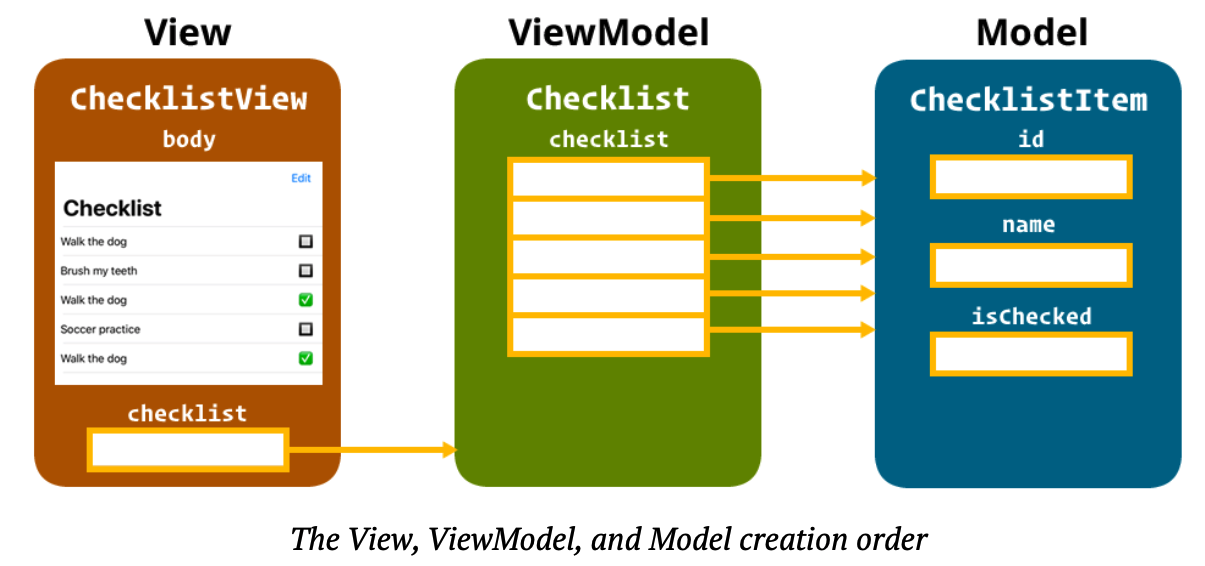 View
ChecklistView
body
Edit
Checklist
Walk the dog
Brush my teeth
Walk the dog
Soccer practice
Walk the dog
checklist
ViewModel
Checklist
checklist
Model
ChecklistItem
id
name
isChecked
The View, ViewModel, and Model creation order